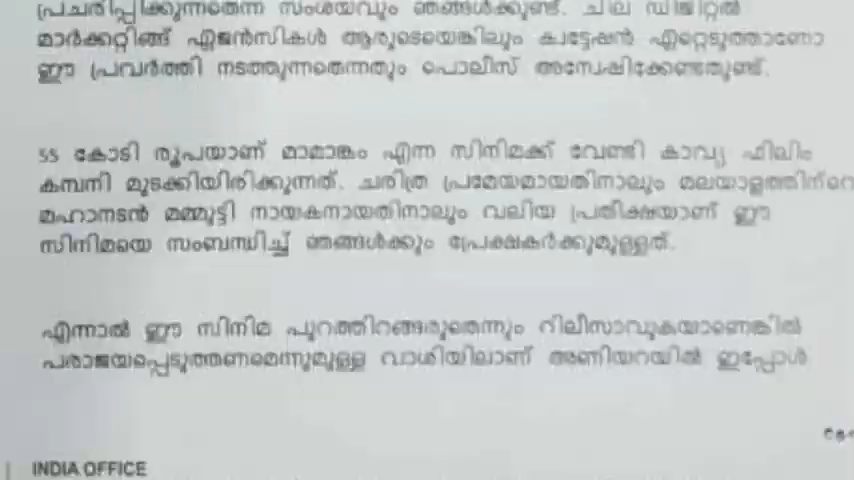 പ്രചരിപ്പിക്കുന്നതെന്ന സംശയവും ഞങ്ങൾക്കുണ്ട്. ചില ഡിജിറ്റൽ
മാർക്കറ്റിങ്ങ് ഏജൻസികൾ ആരുടെയെങ്കിലും ക്വട്ടേഷൻ എറ്റെടുത്താണോ
ഈ പ്രവർത്തി നടത്തുന്നതെന്നതും പൊലീസ് അന്വേഷിക്കേണ്ടതുണ്ട്.
55 കോടി രൂപയാണ് മാമാങ്കം എന്ന സിനിമക്ക് വേണ്ടി കാവ്യ ഫിലിം
കമ്പനി മുടക്കിയിരിക്കുന്നത്. ചരിത്ര പ്രമേയമായതിനാലും മലയാളത്തിന്റെ
മഹാനടൻ മമ്മൂട്ടി നായകനായതിനാലും വലിയ പ്രതിക്ഷയാണ് ഈ
സിനിമയെ സംബന്ധിച്ച് ഞങ്ങൾക്കും പ്രേക്ഷകർക്കുമുള്ളത്.
എന്നാൽ ഈ സിനിമ പുറത്തിറങ്ങരുതെന്നും റിലീസാവുകയാണെങ്കിൽ
പരാജയപ്പെടുത്തണമെന്നുമുള്ള വാശിയിലാണ് അണിയറയിൽ ഇപ്പോൾ
INDIA OFFICE